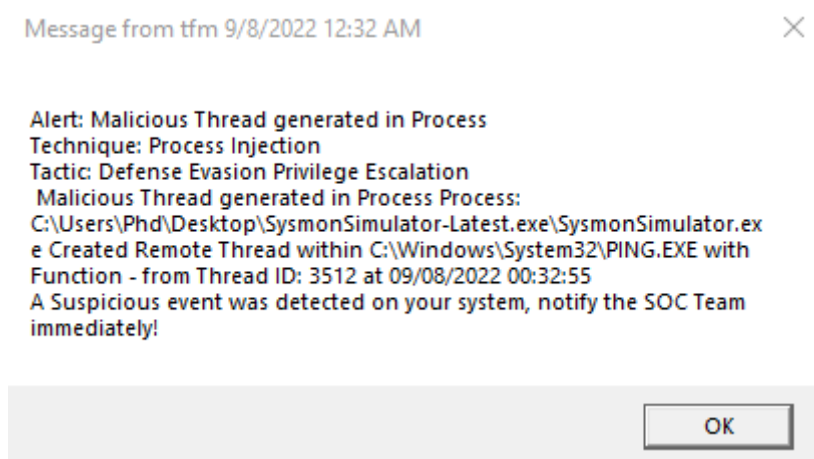 Message from tfm 9/8/2022 12:32 AM
Alert: Malicious Thread generated in Process
Technique: Process Injection
Tactic: Defense Evasion Privilege Escalation
Malicious Thread generated in Process Process:
C:\Users\Phd\Desktop\SysmonSimulator-Latest.exe\SysmonSimulator.ex
e Created Remote Thread within C:\Windows\System32\PING.EXE with
Function - from Thread ID: 3512 at 09/08/2022 00:32:55
A Suspicious event was detected on your system, notify the SOC Team
immediately!
OK